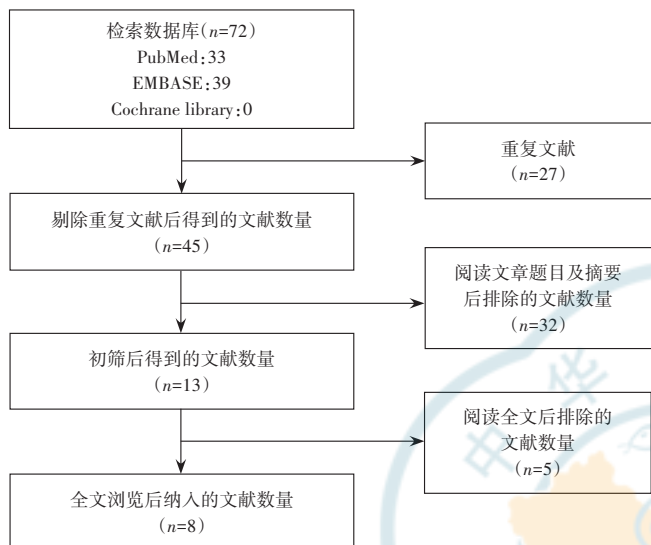 检索数据库(n=72)
PubMed:33
EMBASE:39
Cochrane library:0
重复文献
(n=27)
剔除重复文献后得到的文献数量
(n=45)
阅读文章题目及摘要
后排除的文献数量
(n=32)
初筛后得到的文献数量
(n=13)
阅读全文后排除的
文献数量
(n=5)
全文浏览后纳入的文献数量
(n=8)
中华